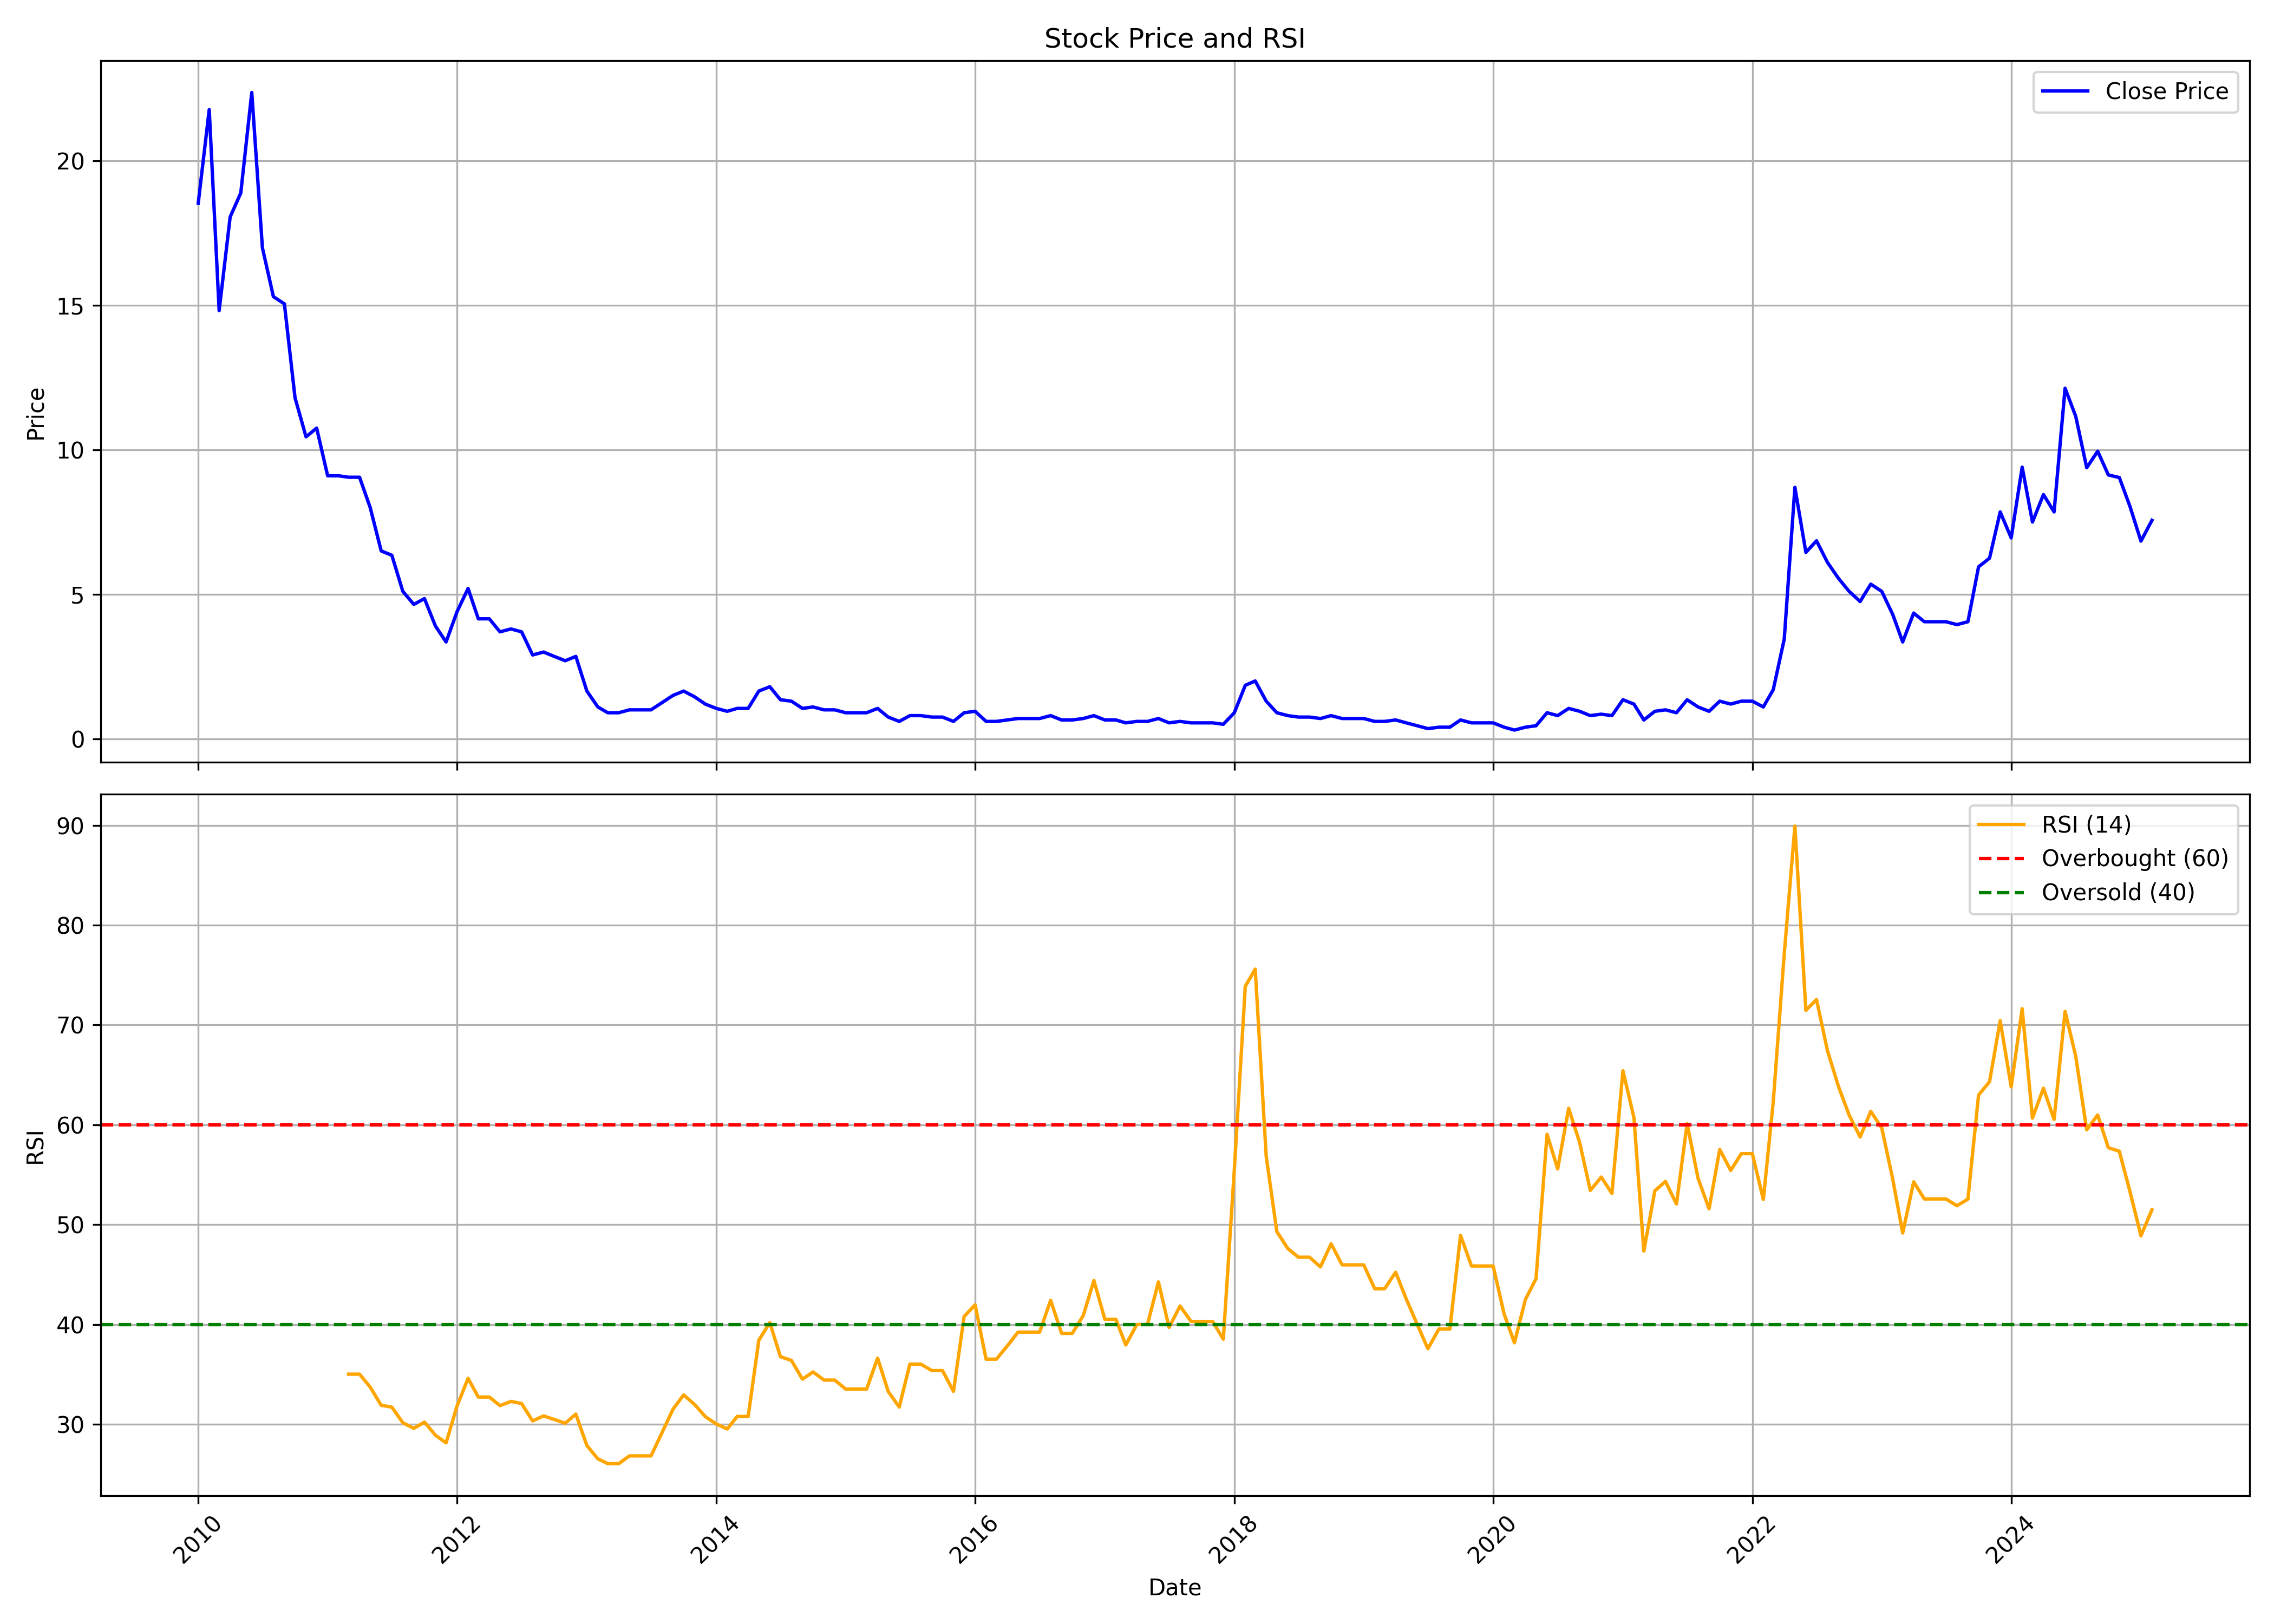 Stock Price and RSI
Close Price
Price
20
15
10
5
0
RSI (14)
Overbought (60)
Oversold (40)
RSI
90
80
70
60
50
40
30
2010
2012
2014
2016
2018
2020
2022
2024
Date